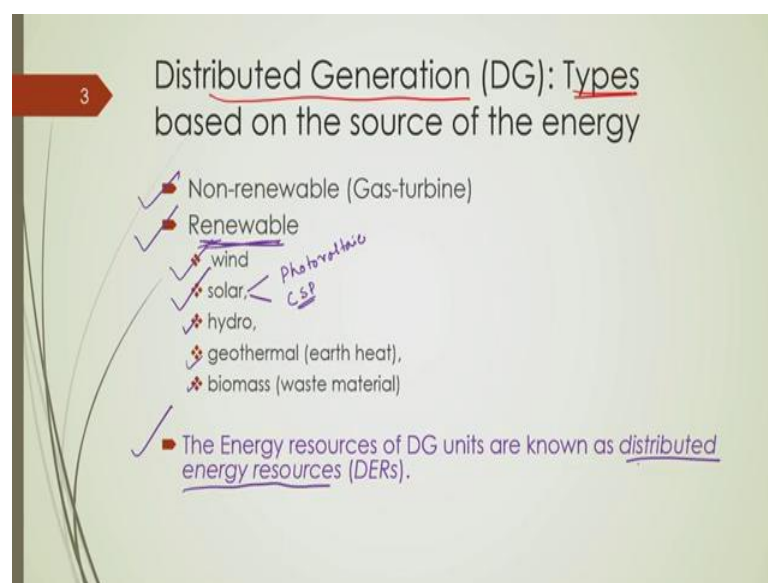 3
Distributed Generation (DG): Types
based on the source of the energy
Non-renewable (Gas-turbine)
Renewable
wind
solar,
Photovoltaic
CSP
hydro,
geothermal (earth heat),
biomass (waste material)
The Energy resources of DG units are known as distributed
energy resources (DERs).